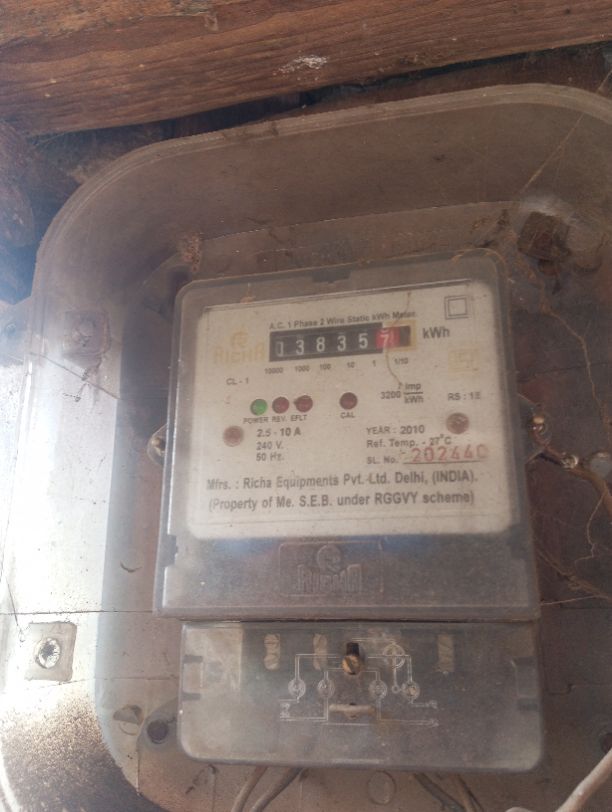 A.C. 1 Phase 2 Wire Static kWh Meter
RICHA
03835 7 kWh
10000 1000 100 10 1 1/10
CL - 1
3200 imp/kWh
RS : 1E
POWER REV. EFLT CAL
2.5 - 10 A
240 V.
50 Hz.
YEAR : 2010
Ref. Temp. - 27°C
SL. No. 202440
Mfrs. : Richa Equipments Pvt. Ltd. Delhi, (INDIA).
(Property of Me. S.E.B. under RGGVY scheme)
RICHA